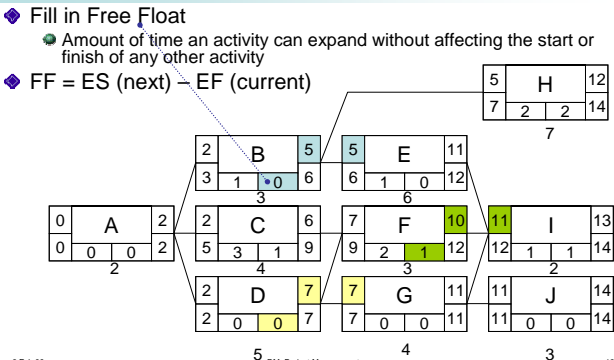 Fill in Free Float
Amount of time an activity can expand without affecting the start or
finish of any other activity
FF = ES (next) – EF (current)
5 H 12
7 2 2 14
7
2 B 5
3 1 0 6
3
5 E 11
6 1 0 12
6
0 A 2
0 0 0 2
2
2 C 6
5 3 1 9
4
7 F 10
9 2 1 12
3
11 I 13
12 1 1 14
2
2 D 7
2 0 0 7
5
7 G 11
7 0 0 11
4
11 J 14
11 0 0 14
3